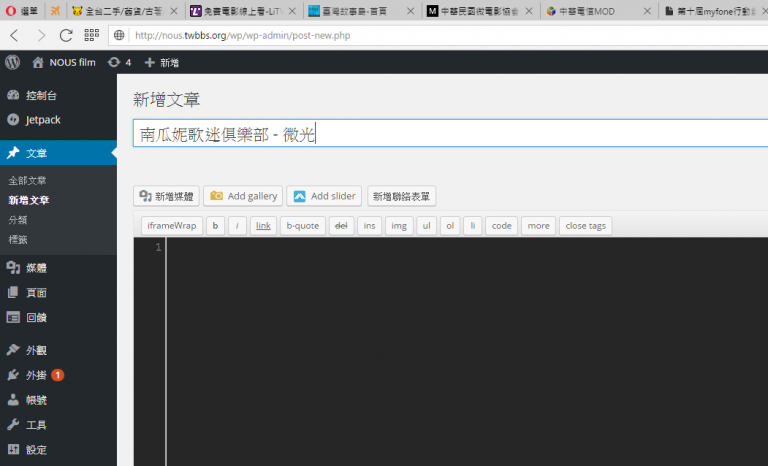 選單 全台二手/舊貨/古著 免費電影線上看-LiTV 臺灣故事島-首頁 中華民國微電影協會 中華電信MOD 第十屆myfone行動
http://nous.twbbs.org/wp/wp-admin/post-new.php
NOUS film 4 新增
控制台
Jetpack
文章
全部文章
新增文章
分類
標籤
媒體
頁面
回饋
外觀
外掛 1
帳號
工具
設定
新增文章
南瓜妮歌迷俱樂部 - 微光
新增媒體 Add gallery Add slider 新增聯絡表單
iframeWrap b i link b-quote del ins img ul ol li code more close tags
1